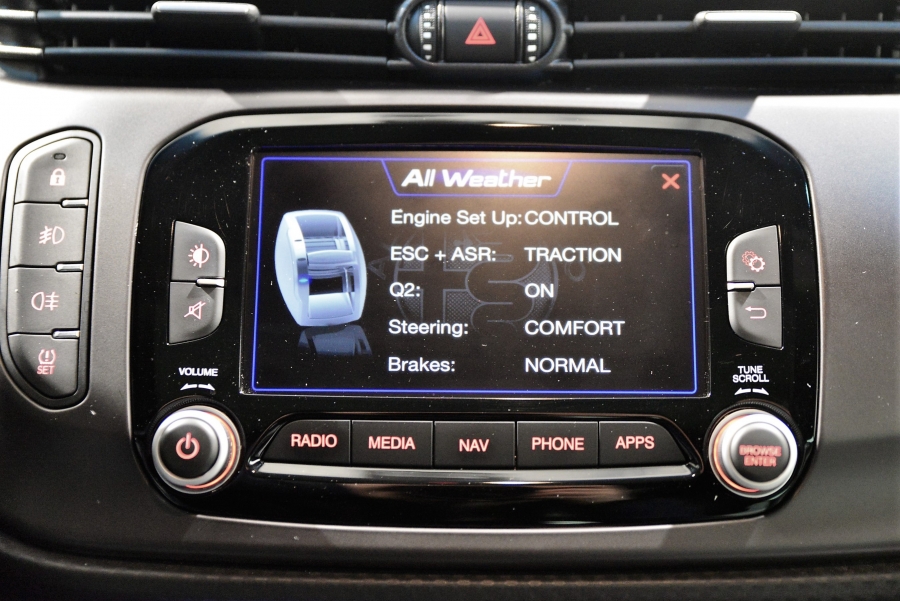 All Weather
Engine Set Up: CONTROL
ESC + ASR: TRACTION
Q2: ON
Steering: COMFORT
Brakes: NORMAL
SET
VOLUME
TUNE
SCROLL
RADIO
MEDIA
NAV
PHONE
APPS
BROWSE
ENTER